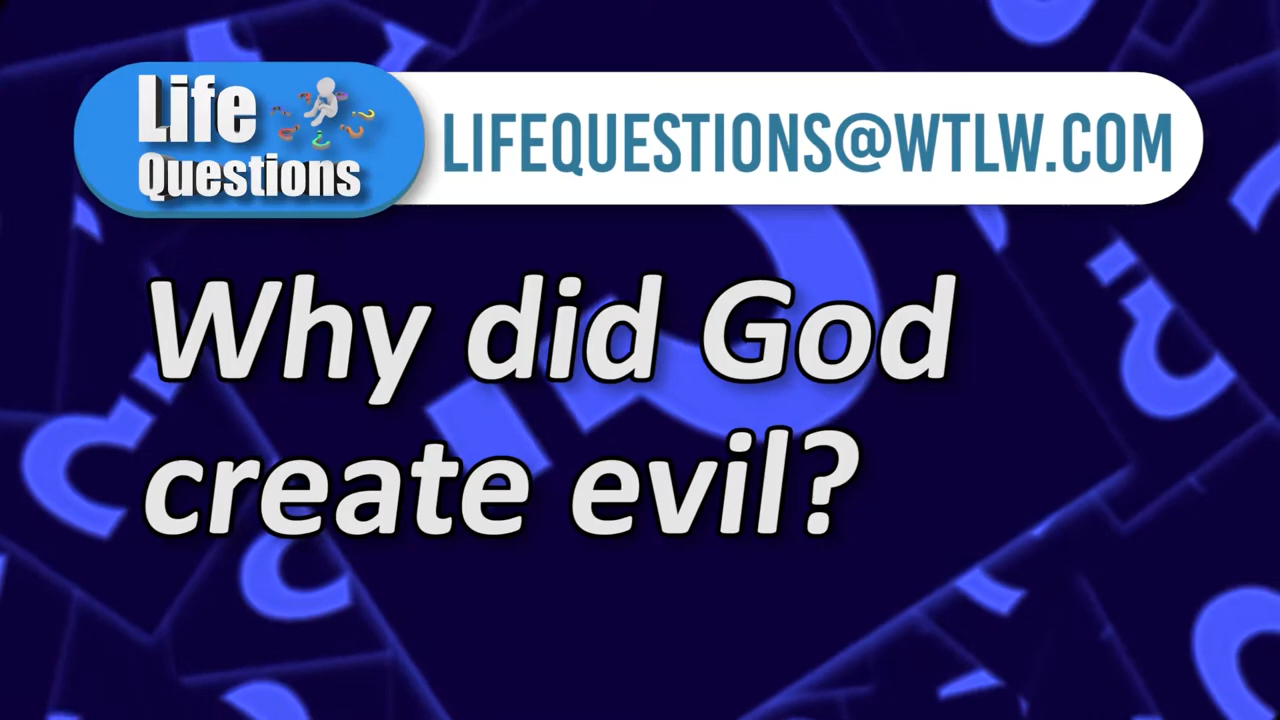 Life
Questions
LIFEQUESTIONS@WTLW.COM
Why did God
create evil?